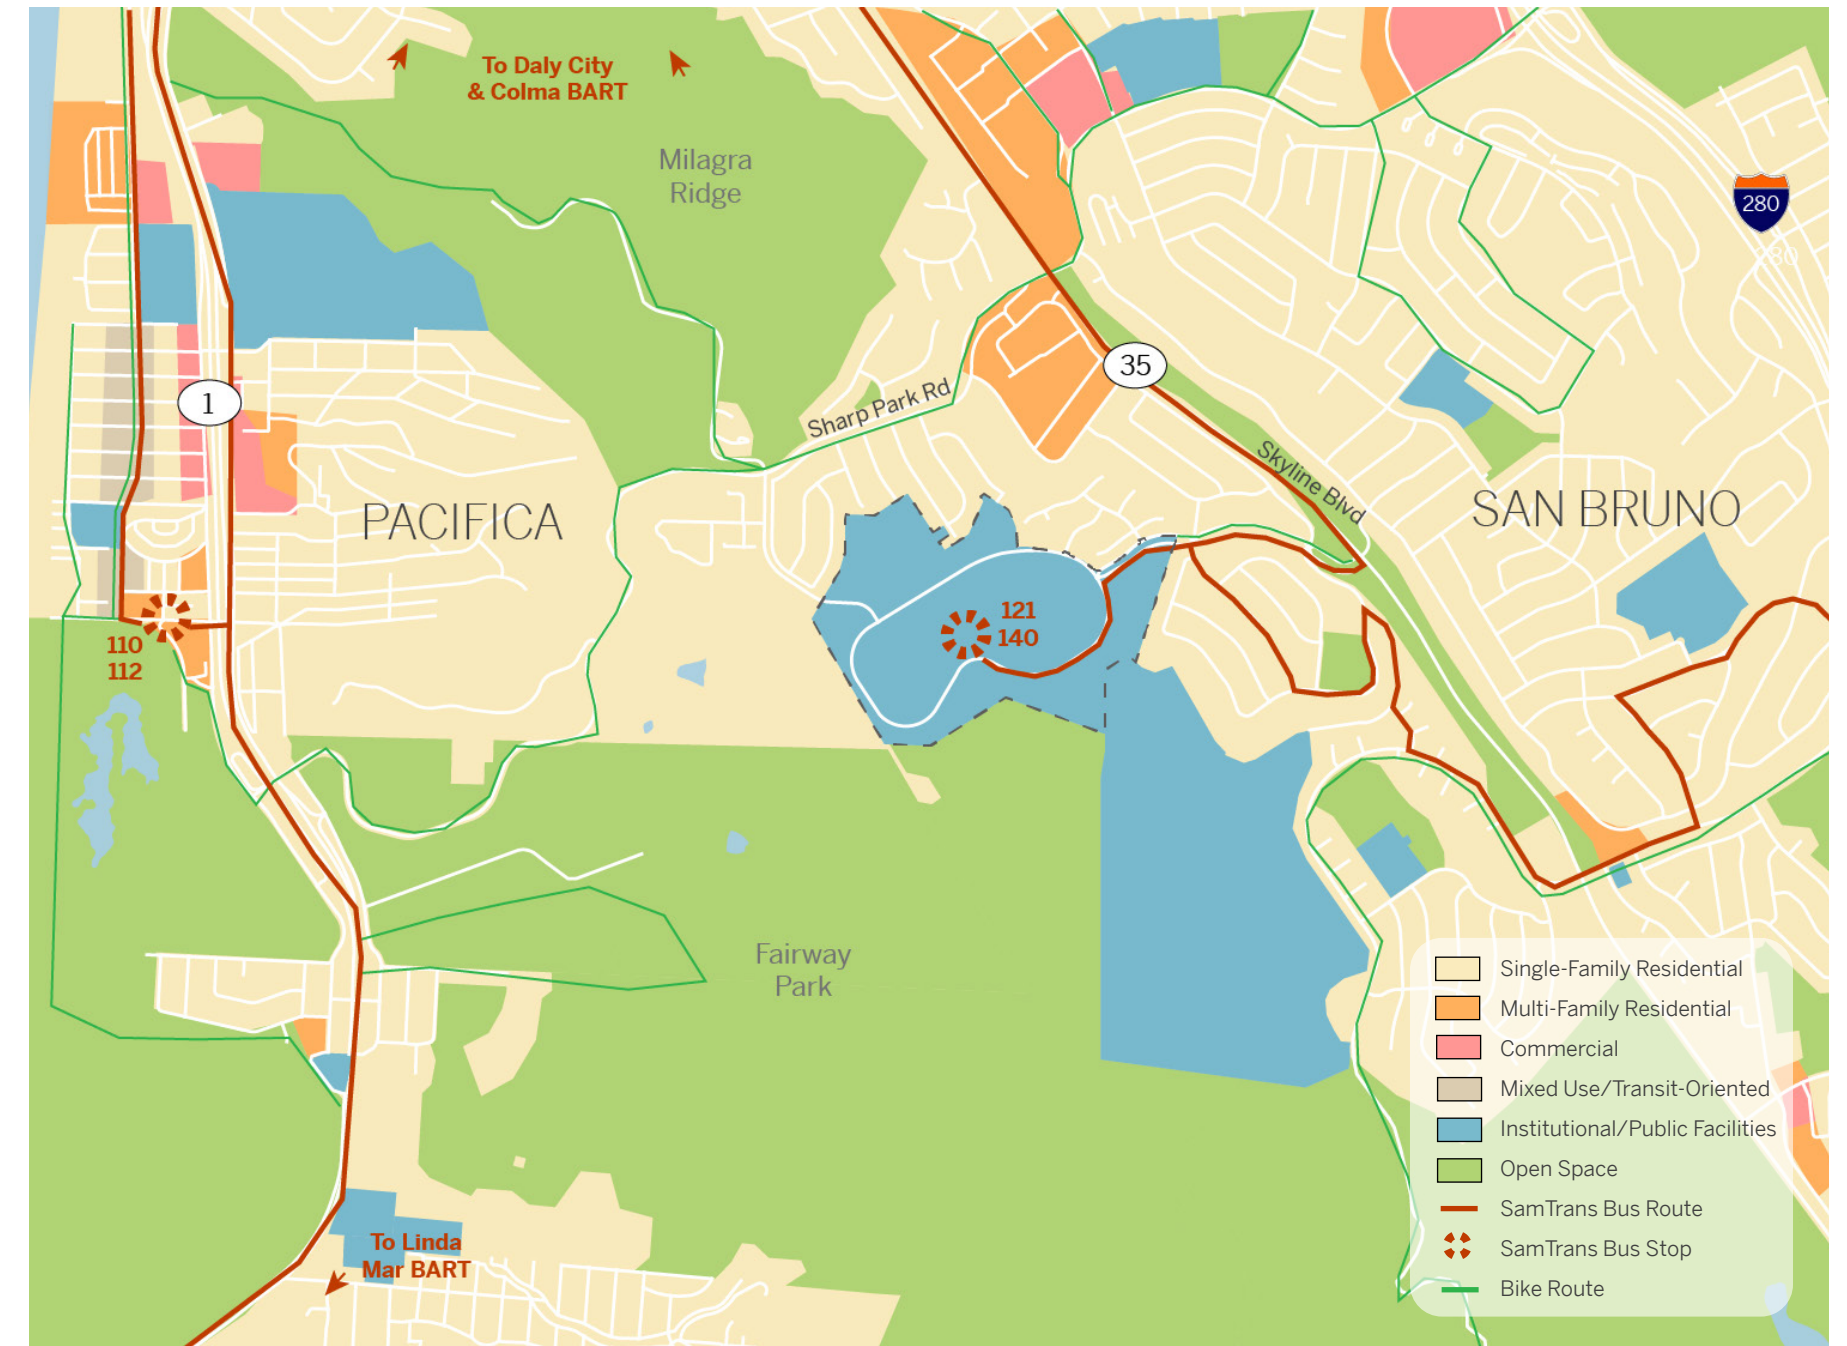 To Daly City
& Colma BART
Milagra
Ridge
280
280
35
1
Sharp Park Rd
Skyline Blvd
PACIFICA
SAN BRUNO
121
140
110
112
Fairway
Park
To Linda
Mar BART
Single-Family Residential
Multi-Family Residential
Commercial
Mixed Use/Transit-Oriented
Institutional/Public Facilities
Open Space
SamTrans Bus Route
SamTrans Bus Stop
Bike Route